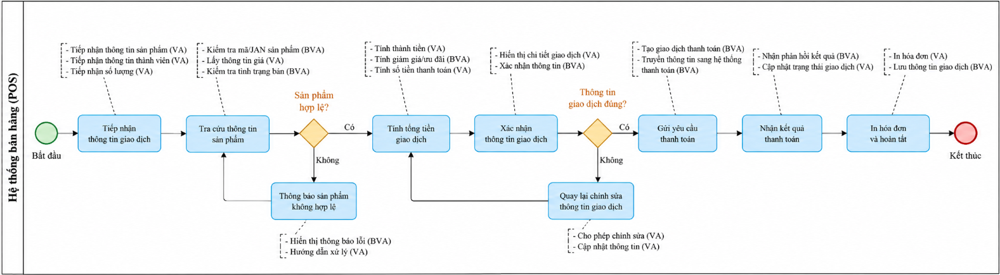 Hệ thống bán hàng (POS)
Bắt đầu
- Tiếp nhận thông tin sản phẩm (VA)
- Tiếp nhận thông tin thành viên (VA)
- Tiếp nhận số lượng (VA)
Tiếp nhận
thông tin giao dịch
- Kiểm tra mã/JAN sản phẩm (BVA)
- Lấy thông tin giá (VA)
- Kiểm tra tình trạng bán (BVA)
Tra cứu thông tin
sản phẩm
Sản phẩm
hợp lệ?
Có
Không
Thông báo sản phẩm
không hợp lệ
- Hiển thị thông báo lỗi (BVA)
- Hướng dẫn xử lý (VA)
- Tính thành tiền (VA)
- Tính giảm giá/ưu đãi (BVA)
- Tính số tiền thanh toán (VA)
Tính tổng tiền
giao dịch
- Hiển thị chi tiết giao dịch (VA)
- Xác nhận thông tin (BVA)
Xác nhận
thông tin giao dịch
Thông tin
giao dịch đúng?
Có
Không
Quay lại chỉnh sửa
thông tin giao dịch
- Cho phép chỉnh sửa (VA)
- Cập nhật thông tin (VA)
- Tạo giao dịch thanh toán (BVA)
- Truyền thông tin sang hệ thống
thanh toán (BVA)
Gửi yêu cầu
thanh toán
- Nhận phản hồi kết quả (BVA)
- Cập nhật trạng thái giao dịch (VA)
Nhận kết quả
thanh toán
- In hóa đơn (VA)
- Lưu thông tin giao dịch (BVA)
In hóa đơn
và hoàn tất
Kết thúc